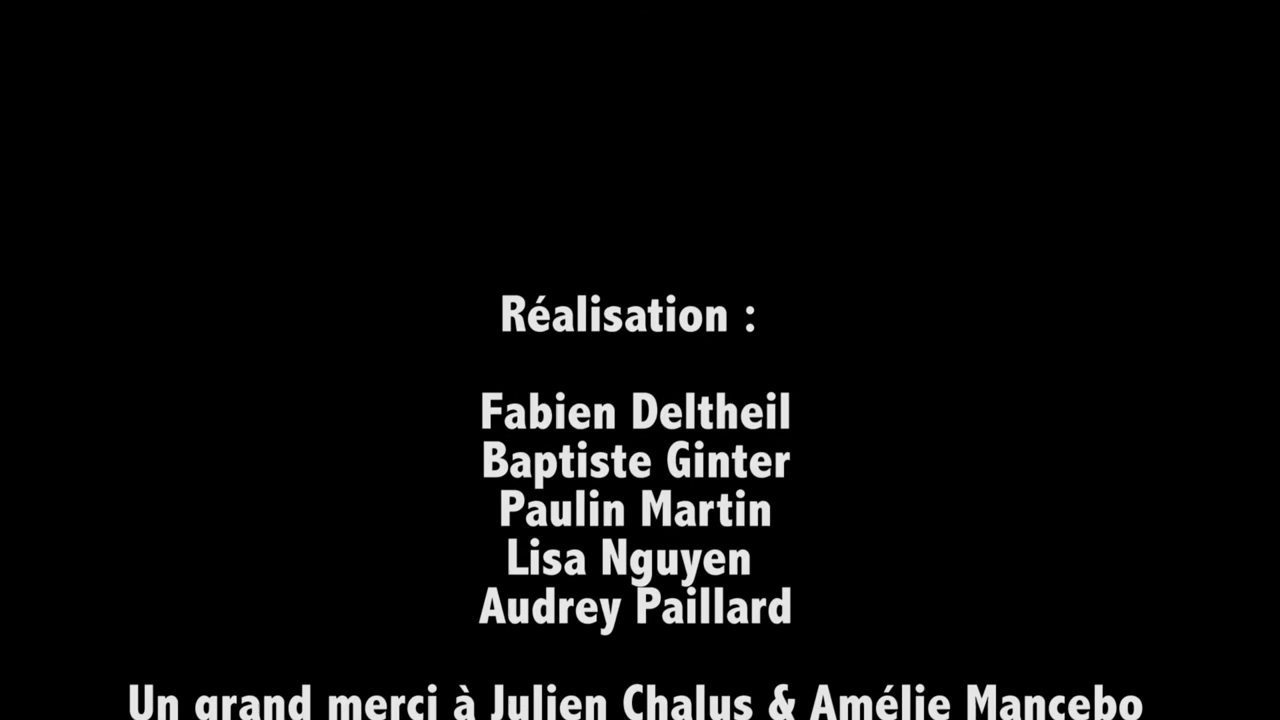 Réalisation :
Fabien Deltheil
Baptiste Ginter
Paulin Martin
Lisa Nguyen
Audrey Paillard
Un grand merci à Julien Chalus & Amélie Mancebo